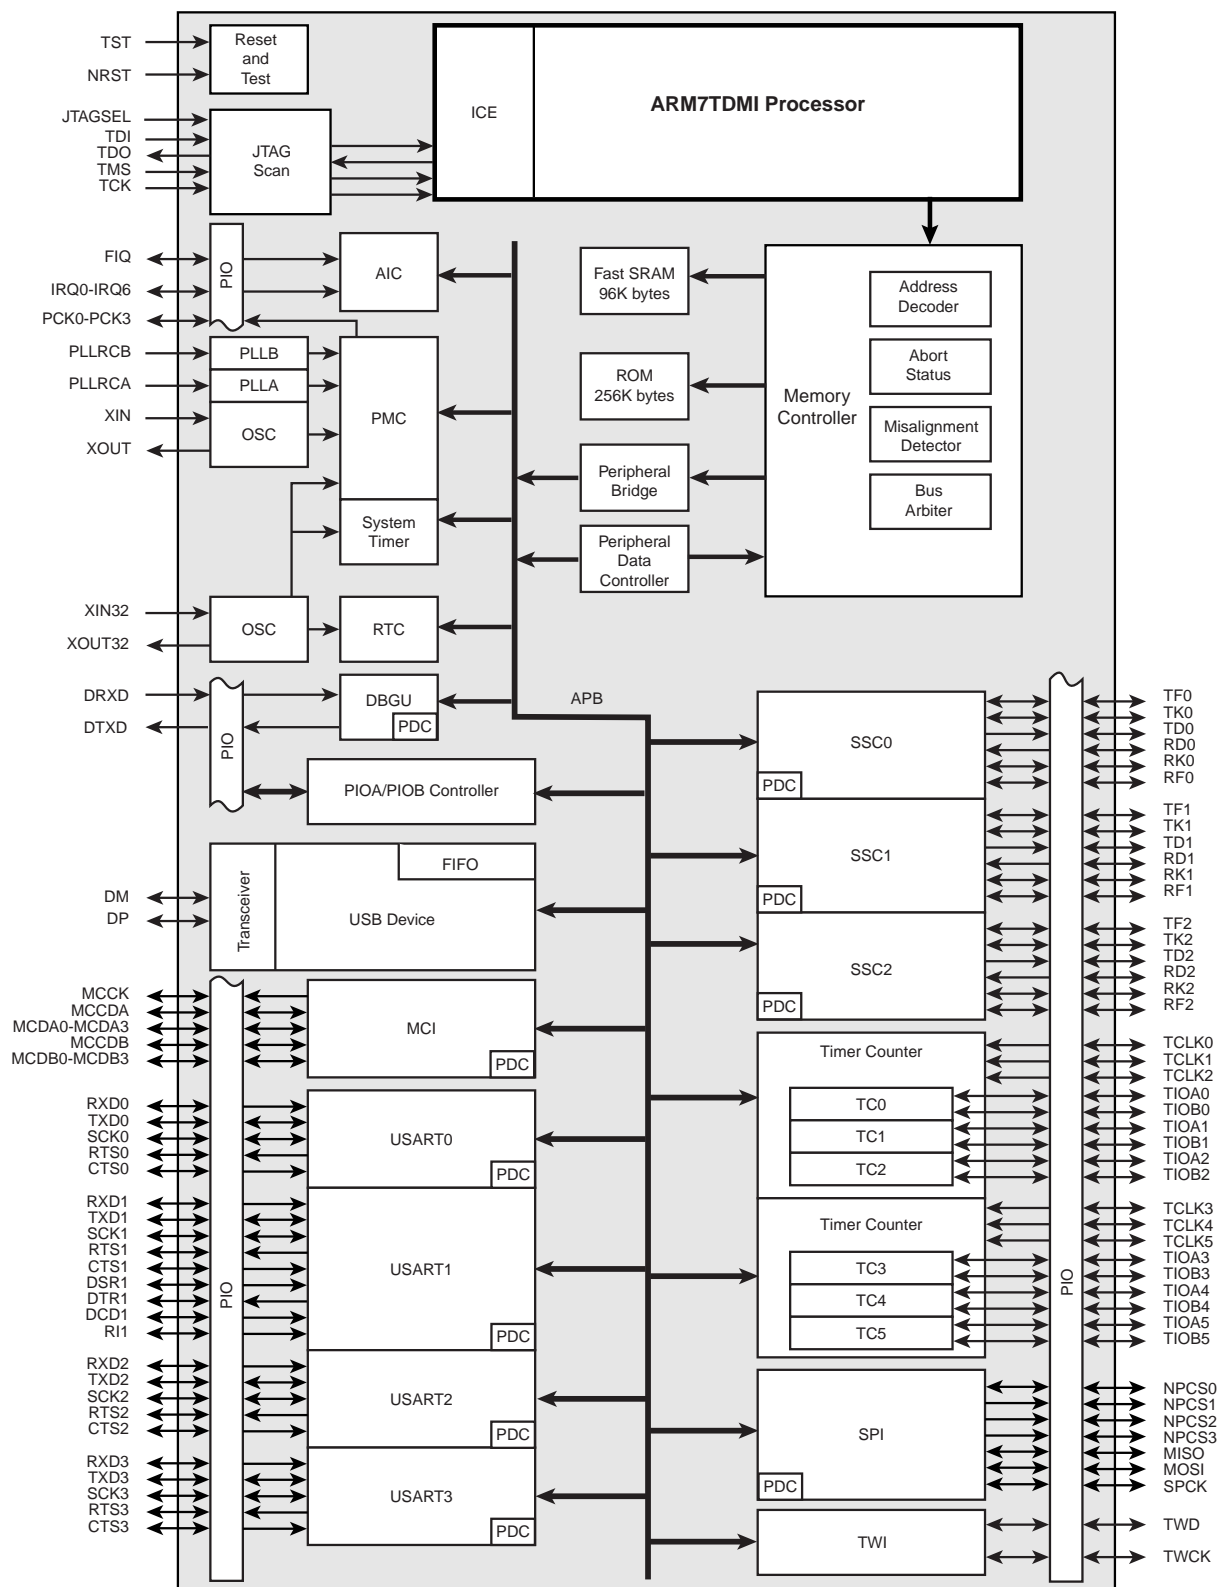 TST
NRST
Reset
and
Test
JTAGSEL
TDI
TDO
TMS
TCK
JTAG
Scan
ICE
ARM7TDMI Processor
FIQ
IRQ0-IRQ6
PCK0-PCK3
PIO
AIC
PLLRCB
PLLRCA
XIN
XOUT
PLLB
PLLA
OSC
PMC
System
Timer
XIN32
XOUT32
OSC
RTC
Fast SRAM
96K bytes
ROM
256K bytes
Peripheral
Bridge
Peripheral
Data
Controller
Memory
Controller
Address
Decoder
Abort
Status
Misalignment
Detector
Bus
Arbiter
DRXD
DTXD
PIO
DBGU
PDC
APB
PIOA/PIOB Controller
DM
DP
Transceiver
FIFO
USB Device
MCCK
MCCDA
MCDA0-MCDA3
MCCDB
MCDB0-MCDB3
MCI
PDC
RXD0
TXD0
SCK0
RTS0
CTS0
USART0
PDC
RXD1
TXD1
SCK1
RTS1
CTS1
DSR1
DTR1
DCD1
RI1
PIO
USART1
PDC
RXD2
TXD2
SCK2
RTS2
CTS2
USART2
PDC
RXD3
TXD3
SCK3
RTS3
CTS3
USART3
PDC
SSC0
PDC
TF0
TK0
TD0
RD0
RK0
RF0
SSC1
PDC
TF1
TK1
TD1
RD1
RK1
RF1
SSC2
PDC
TF2
TK2
TD2
RD2
RK2
RF2
Timer Counter
TC0
TC1
TC2
TCLK0
TCLK1
TCLK2
TIOA0
TIOB0
TIOA1
TIOB1
TIOA2
TIOB2
Timer Counter
TC3
TC4
TC5
PIO
TCLK3
TCLK4
TCLK5
TIOA3
TIOB3
TIOA4
TIOB4
TIOA5
TIOB5
SPI
PDC
NPCS0
NPCS1
NPCS2
NPCS3
MISO
MOSI
SPCK
TWI
TWD
TWCK